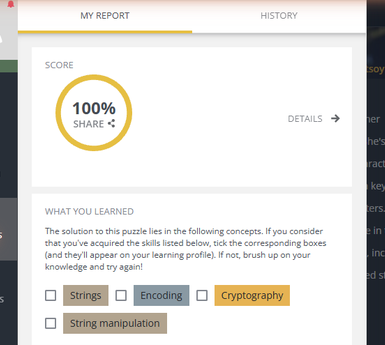 MY REPORT HISTORY
SCORE
100%
SHARE
DETAILS
WHAT YOU LEARNED
The solution to this puzzle lies in the following concepts. If you consider
that you've acquired the skills listed below, tick the corresponding boxes
(and they'll appear on your learning profile). If not, brush up on your
knowledge and try again!
Strings Encoding Cryptography
String manipulation